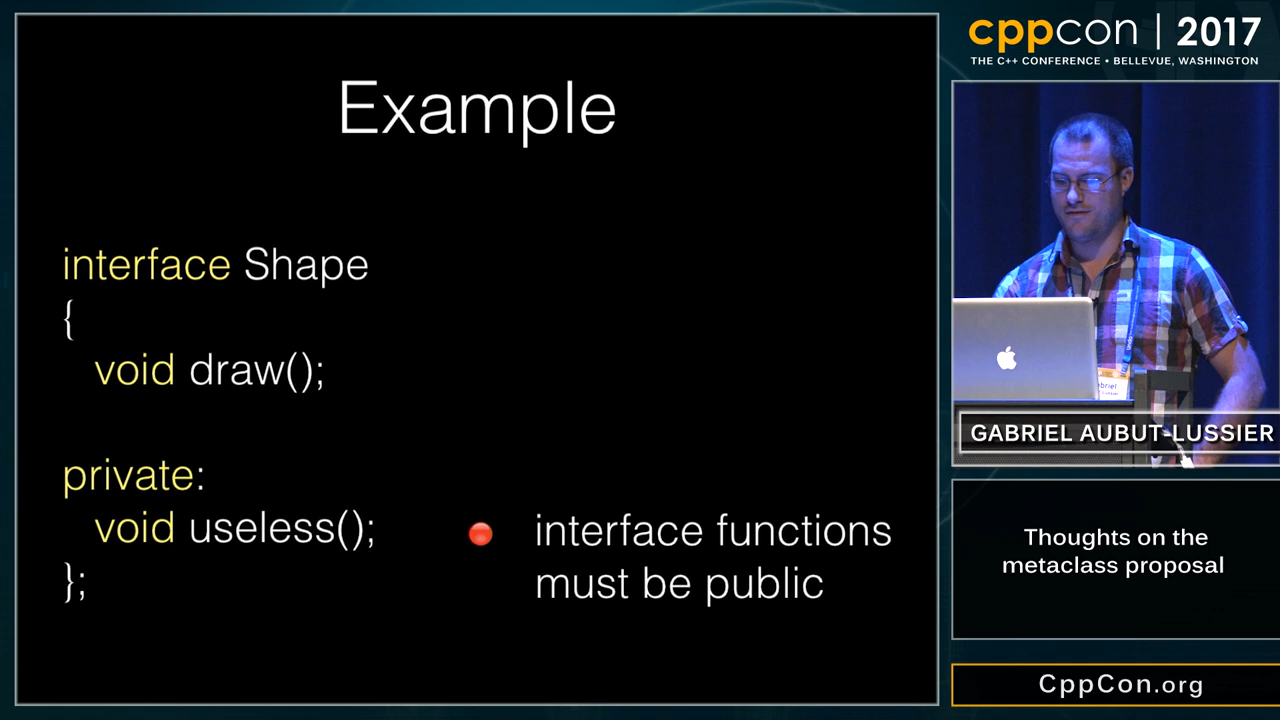 Example
interface Shape
{
void draw();
private:
void useless();
};
interface functions
must be public
cppcon | 2017
THE C++ CONFERENCE • BELLEVUE, WASHINGTON
GABRIEL AUBUT-LUSSIER
Thoughts on the
metaclass proposal
CppCon.org